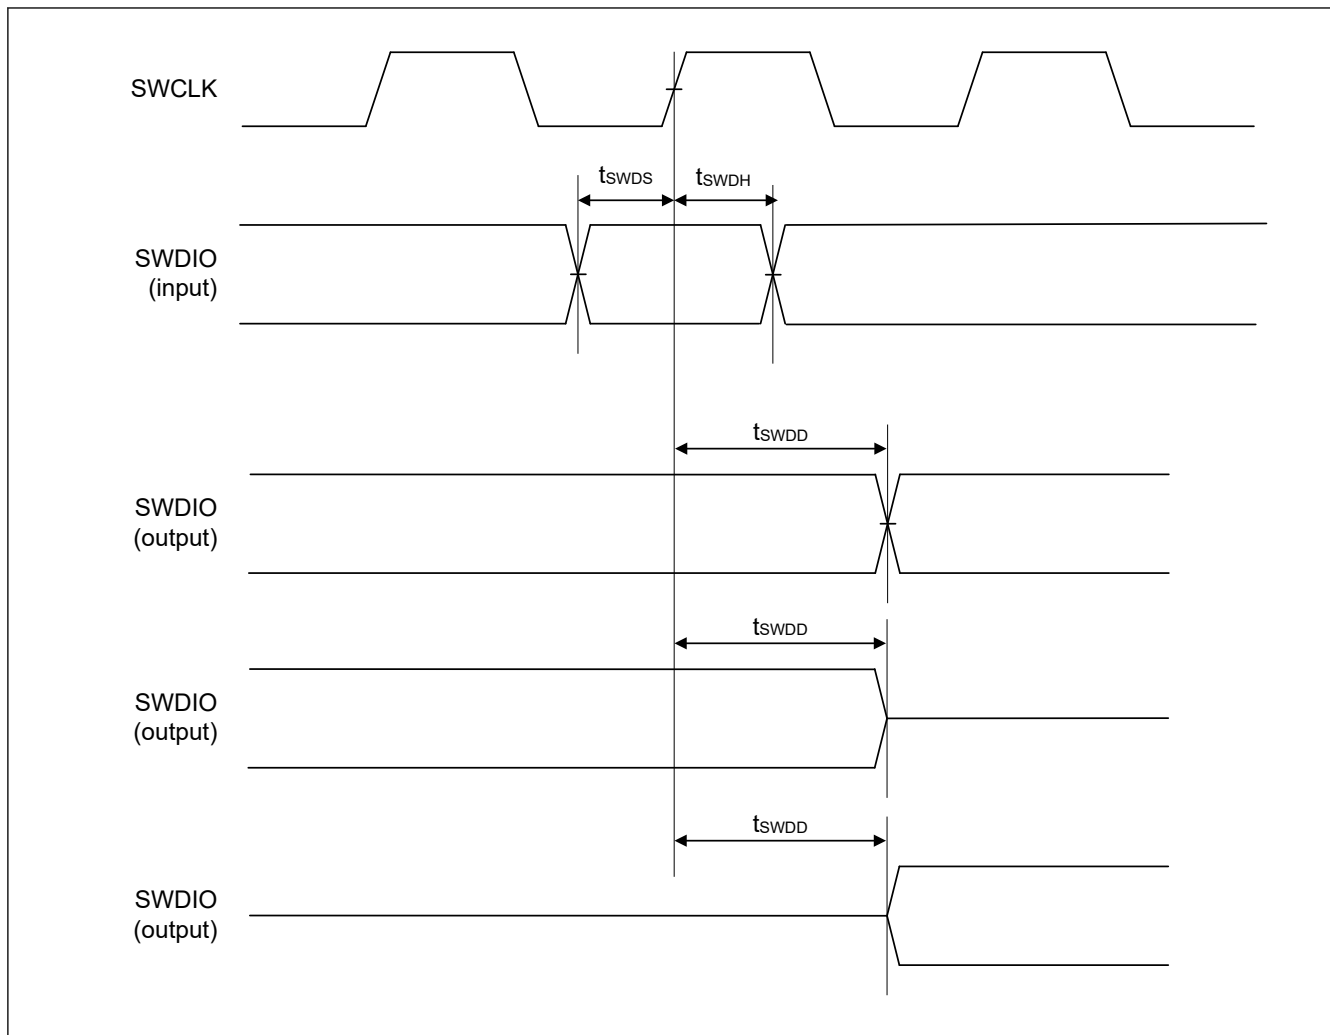 SWCLK
tSWDS
tSWDH
SWDIO
(input)
tSWDD
SWDIO
(output)
tSWDD
SWDIO
(output)
tSWDD
SWDIO
(output)